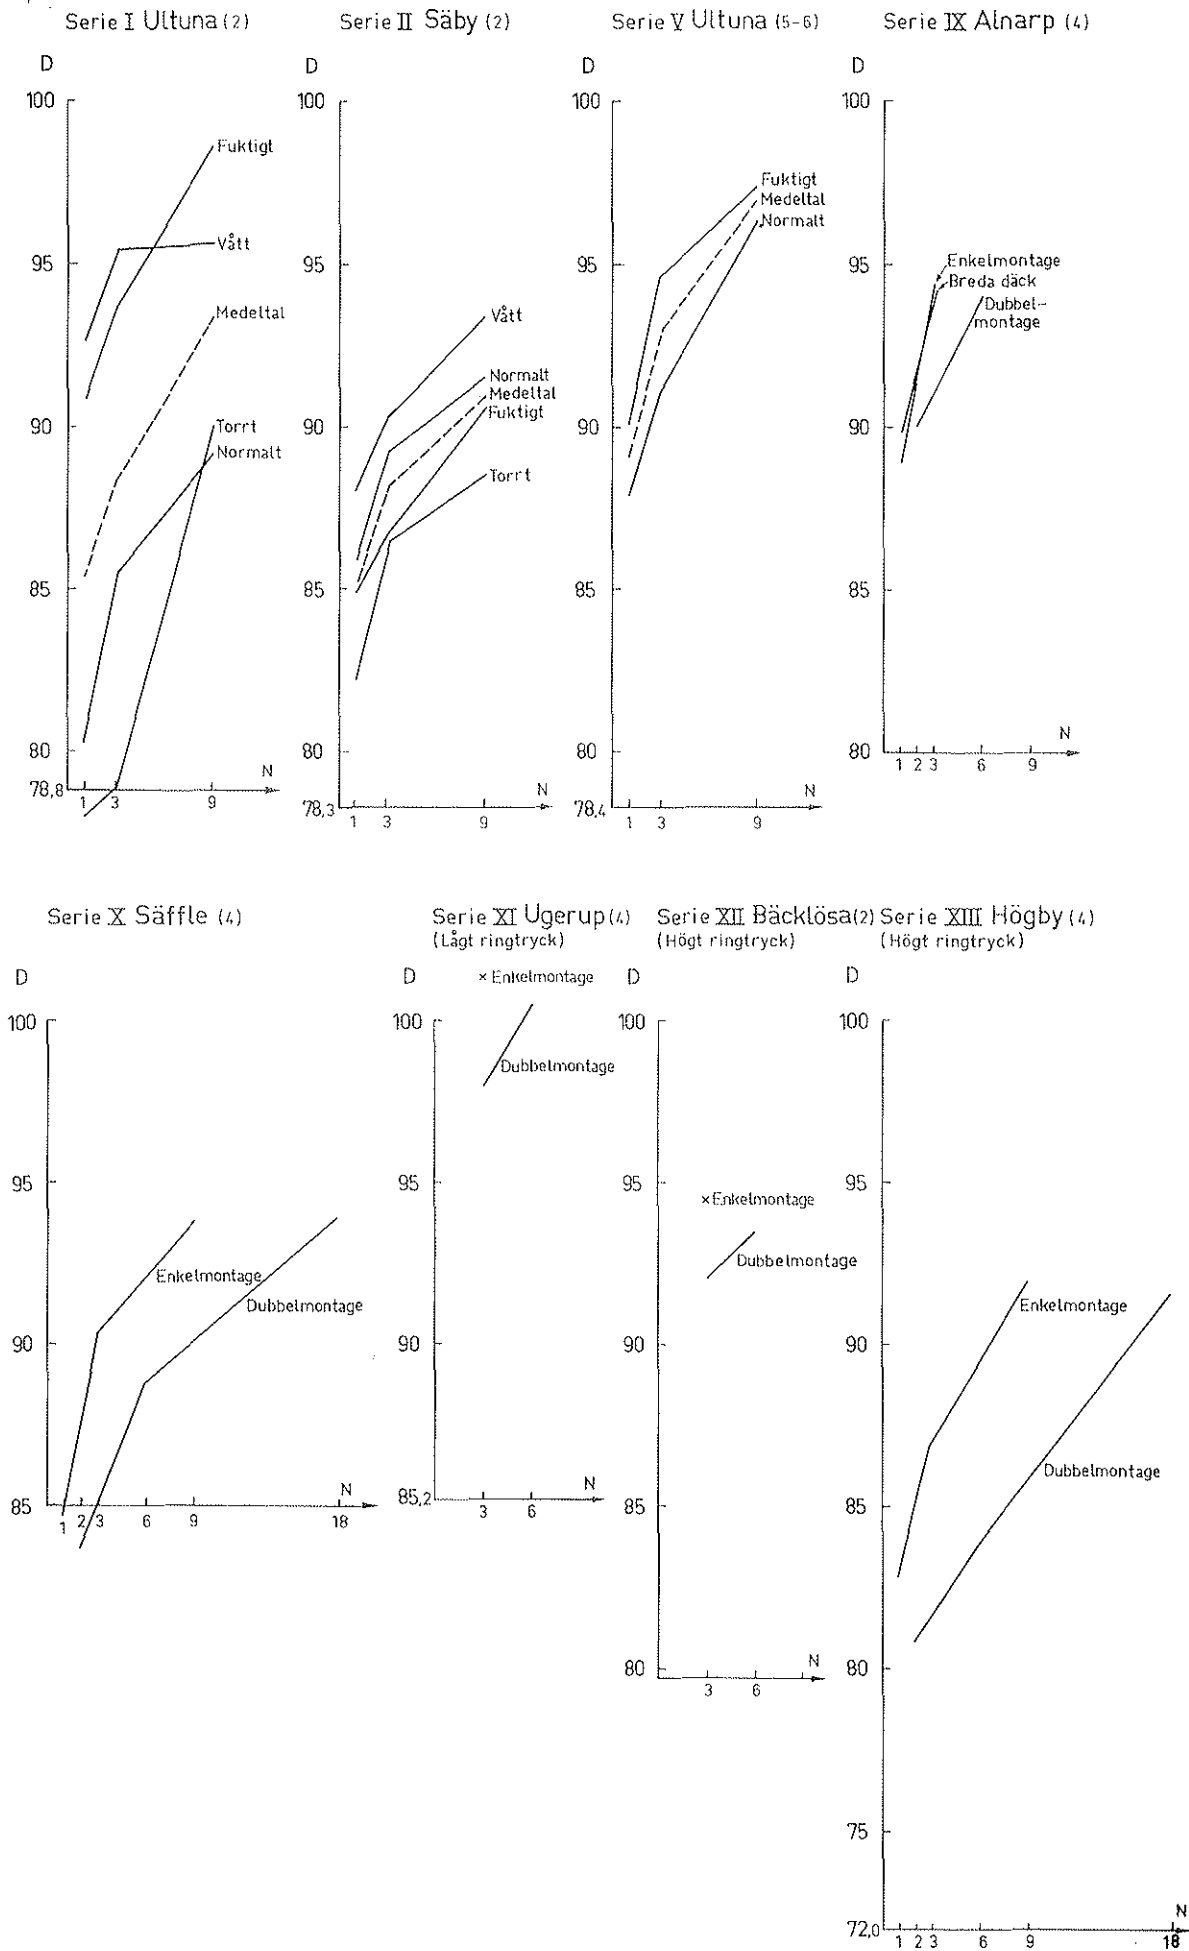 Serie I Ultuna (2)
D
100
95
90
85
80
78,8
Fuktigt
Vått
Medeltal
Torrt
Normalt
N
1 3 9
Serie II Säby (2)
D
100
95
90
85
80
78,3
Vått
Normalt
Medeltal
Fuktigt
Torrt
N
1 3 9
Serie V Ultuna (5-6)
D
100
95
90
85
80
78,4
Fuktigt
Medeltal
Normalt
N
1 3 9
Serie IX Alnarp (4)
D
100
95
90
85
80
Enkelmontage
Breda däck
Dubbel-
montage
N
1 2 3 6 9
Serie X Säffle (4)
D
100
95
90
85
Enkelmontage
Dubbelmontage
N
1 2 3 6 9 18
Serie XI Ugerup (4)
(Lågt ringtryck)
D
× Enkelmontage
100
95
90
85,2
Dubbelmontage
N
3 6
Serie XII Bäcklösa (2)
(Högt ringtryck)
D
100
95
90
85
80
×Enkelmontage
Dubbelmontage
N
3 6
Serie XIII Högby (4)
(Högt ringtryck)
D
100
95
90
85
80
75
72,0
Enkelmontage
Dubbelmontage
N
1 2 3 6 9 18